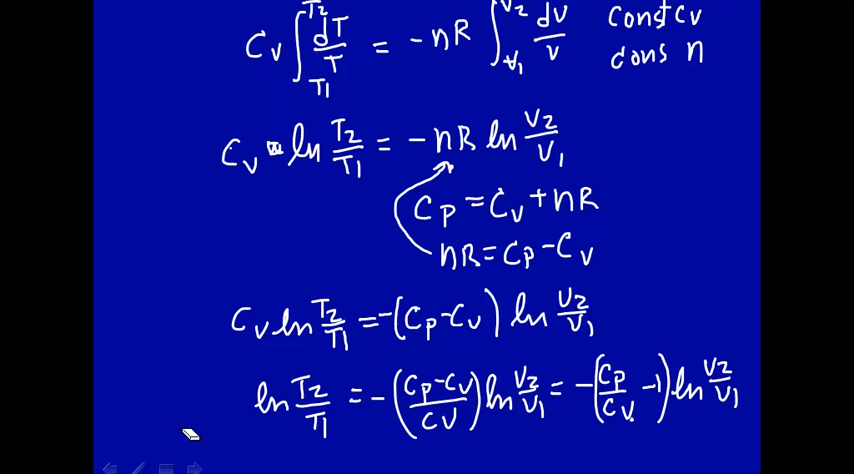 Cv ∫_{T1}^{T2} dT/T = -nR ∫_{V1}^{V2} dV/V const Cv
cons n
Cv ln T2/T1 = -nR ln V2/V1
Cp = Cv + nR
nR = Cp - Cv
Cv ln T2/T1 = -(Cp-Cv) ln V2/V1
ln T2/T1 = -(Cp-Cv/Cv) ln V2/V1 = -(Cp/Cv -1) ln V2/V1